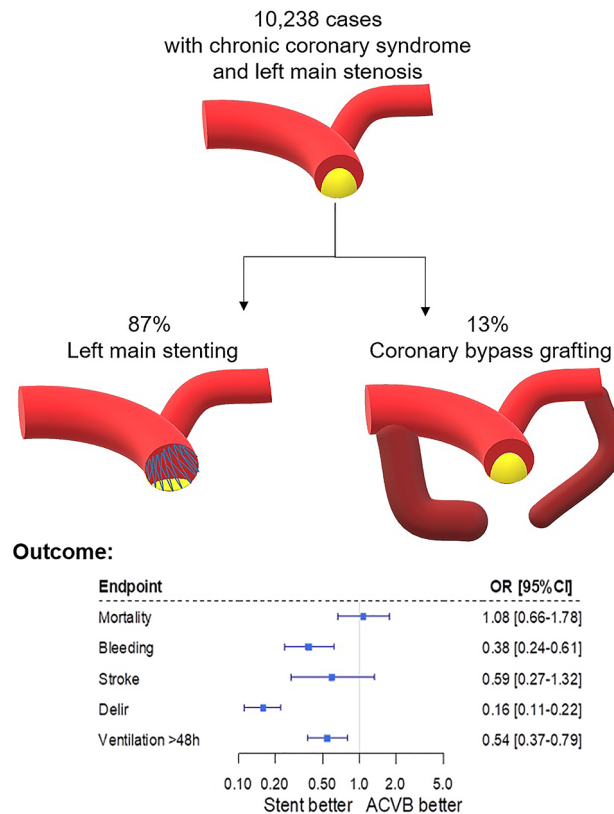 10,238 cases
with chronic coronary syndrome
and left main stenosis
87%
Left main stenting
13%
Coronary bypass grafting
Outcome:
Endpoint OR [95%CI]
Mortality 1.08 [0.66-1.78]
Bleeding 0.38 [0.24-0.61]
Stroke 0.59 [0.27-1.32]
Delir 0.16 [0.11-0.22]
Ventilation >48h 0.54 [0.37-0.79]
0.10 0.20 0.50 1.0 2.0 5.0
Stent better ACVB better